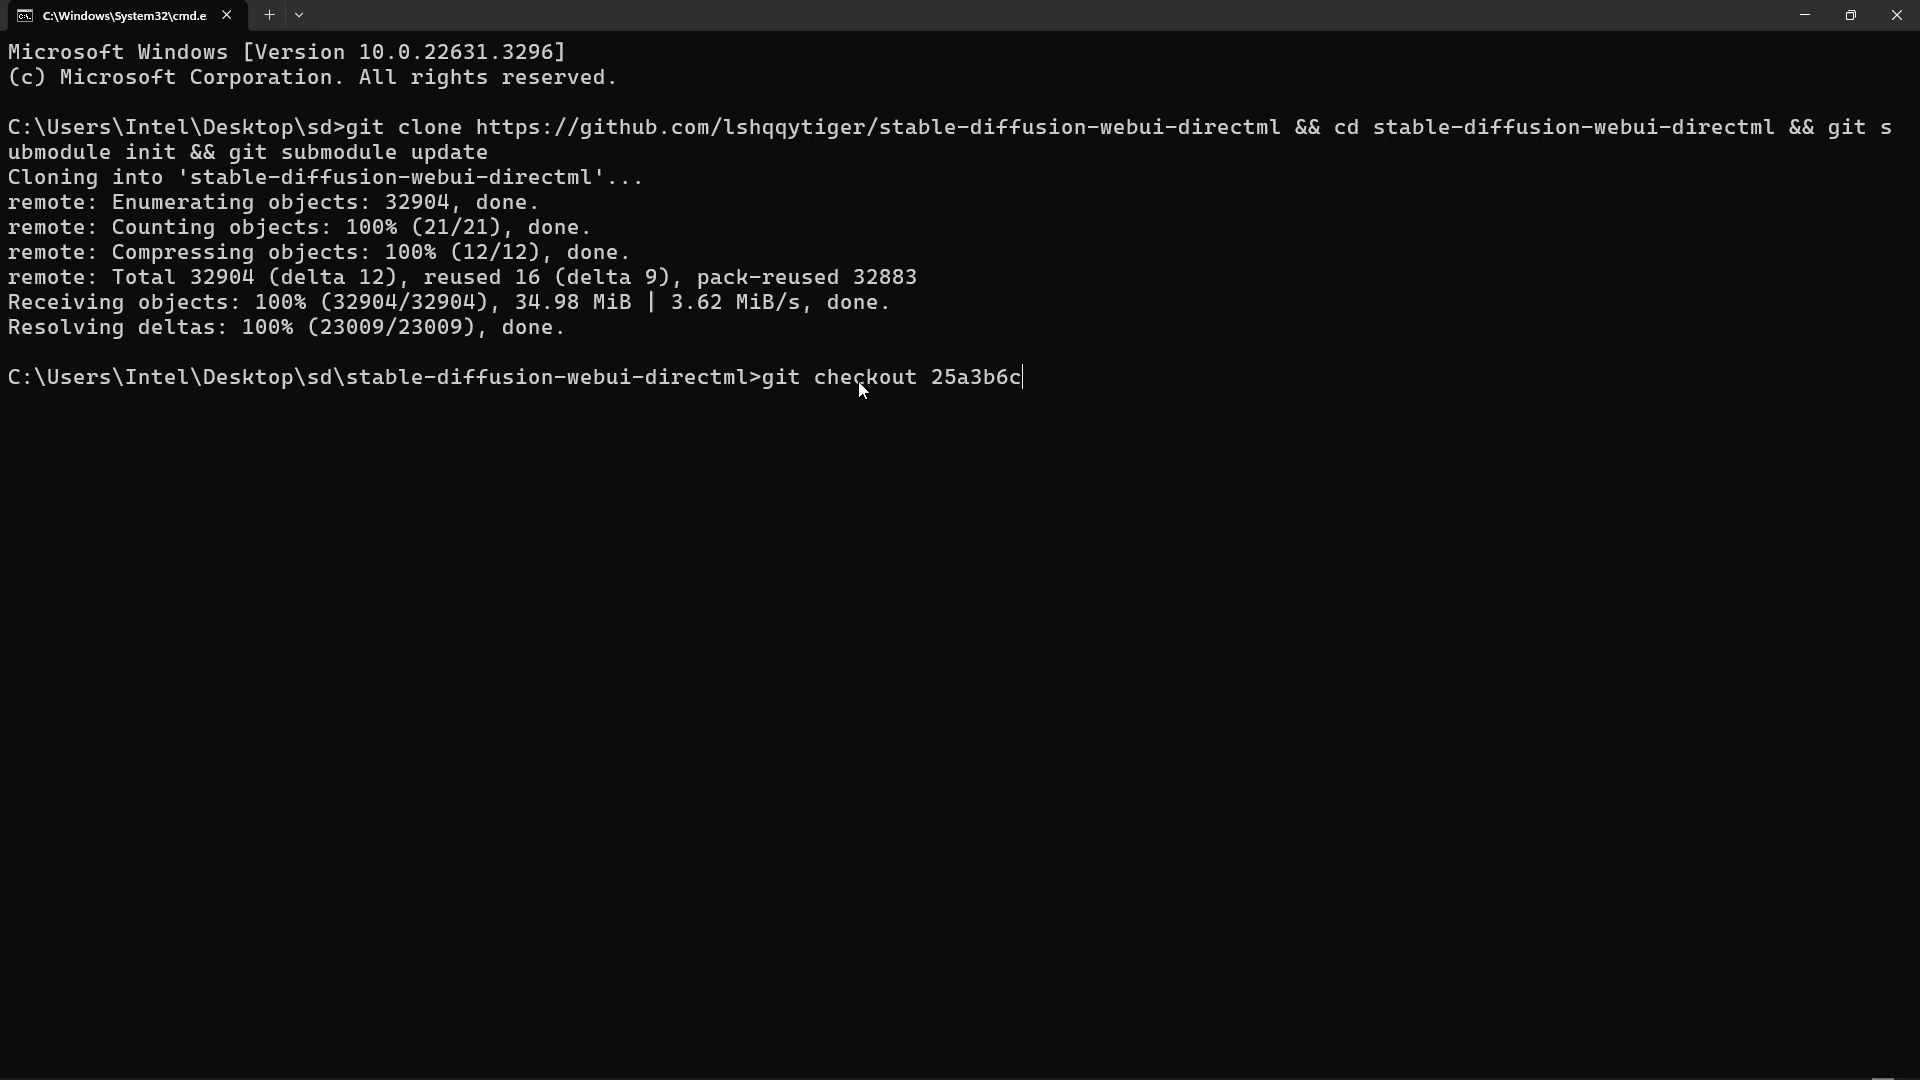 C:\Windows\System32\cmd.e
Microsoft Windows [Version 10.0.22631.3296]
(c) Microsoft Corporation. All rights reserved.
C:\Users\Intel\Desktop\sd>git clone https://github.com/lshqqytiger/stable-diffusion-webui-directml && cd stable-diffusion-webui-directml && git s
ubmodule init && git submodule update
Cloning into 'stable-diffusion-webui-directml'...
remote: Enumerating objects: 32904, done.
remote: Counting objects: 100% (21/21), done.
remote: Compressing objects: 100% (12/12), done.
remote: Total 32904 (delta 12), reused 16 (delta 9), pack-reused 32883
Receiving objects: 100% (32904/32904), 34.98 MiB | 3.62 MiB/s, done.
Resolving deltas: 100% (23009/23009), done.
C:\Users\Intel\Desktop\sd\stable-diffusion-webui-directml>git checkout 25a3b6c